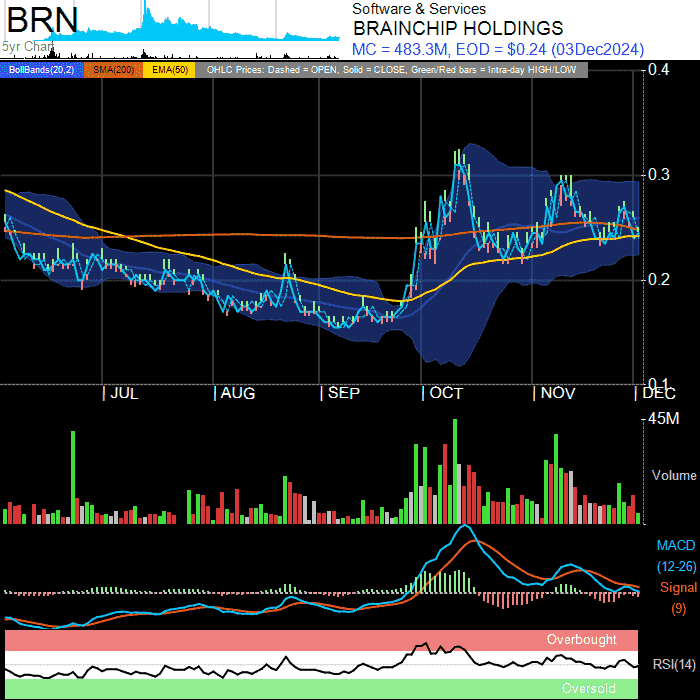 BRN
Software & Services
BRAINCHIP HOLDINGS
MC = 483.3M, EOD = $0.24 (03Dec2024)
5yr Chart
BollBands(20,2) SMA(200) EMA(50) OHLC Prices: Dashed = OPEN, Solid = CLOSE, Green/Red bars = Intra-day HIGH/LOW
0.4
0.3
0.2
0.1
JUL AUG SEP OCT NOV DEC
45M
Volume
MACD
(12-26)
Signal
(9)
Overbought
RSI(14)
Oversold